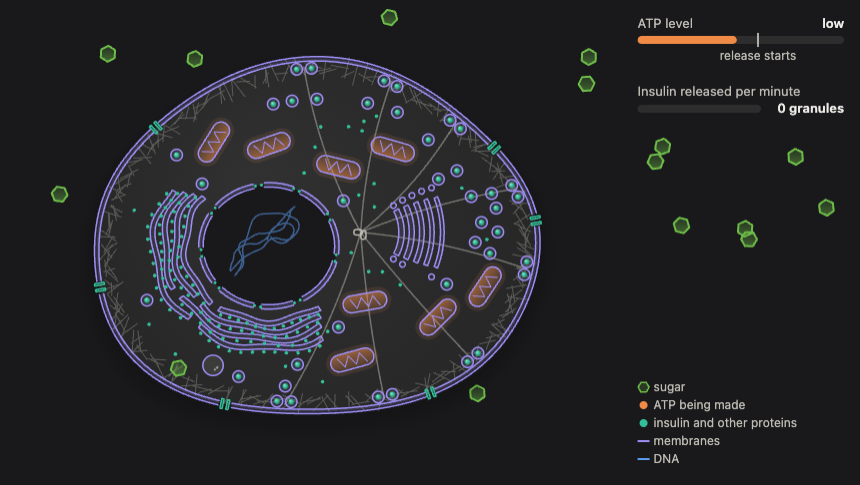 ATP level low
release starts
Insulin released per minute
0 granules
sugar
ATP being made
insulin and other proteins
membranes
DNA